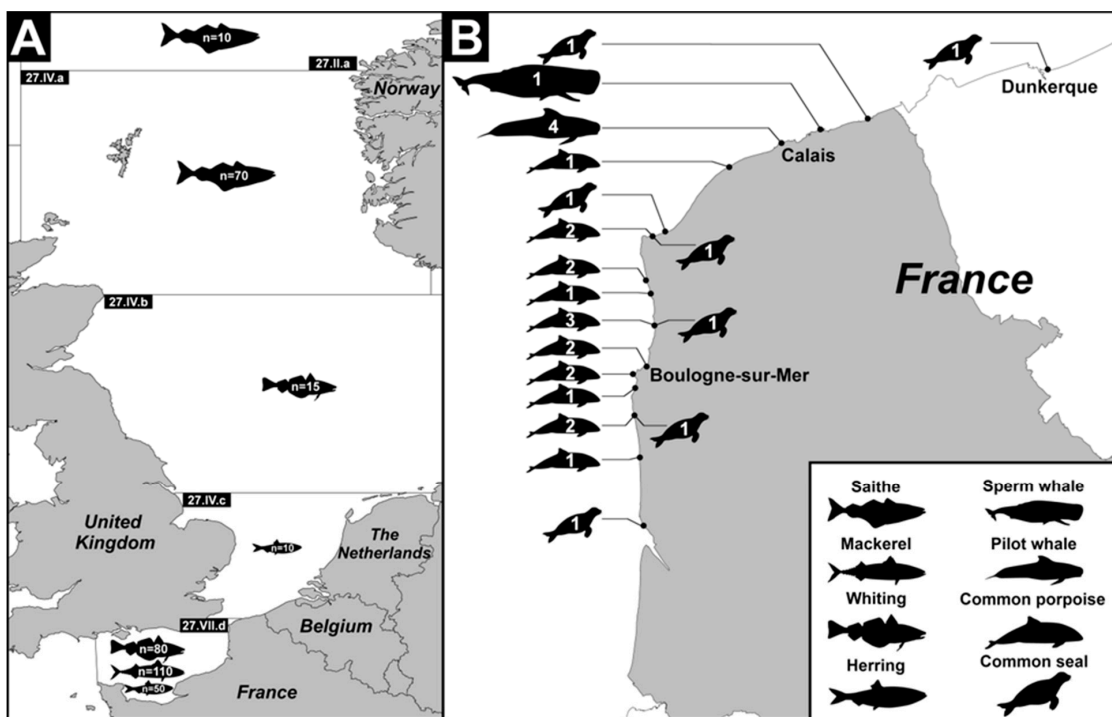 A
n=10
27.IV.a
27.II.a
Norway
n=70
27.IV.b
n=15
27.IV.c
United
Kingdom
The
Netherlands
n=10
27.VII.d
Belgium
n=80
n=110
n=50
France
B
1
1
Dunkerque
1
4
Calais
1
1
2
1
2
1
France
3
1
2
Boulogne-sur-Mer
2
1
2
1
1
1
Saithe
Sperm whale
Mackerel
Pilot whale
Whiting
Common porpoise
Herring
Common seal